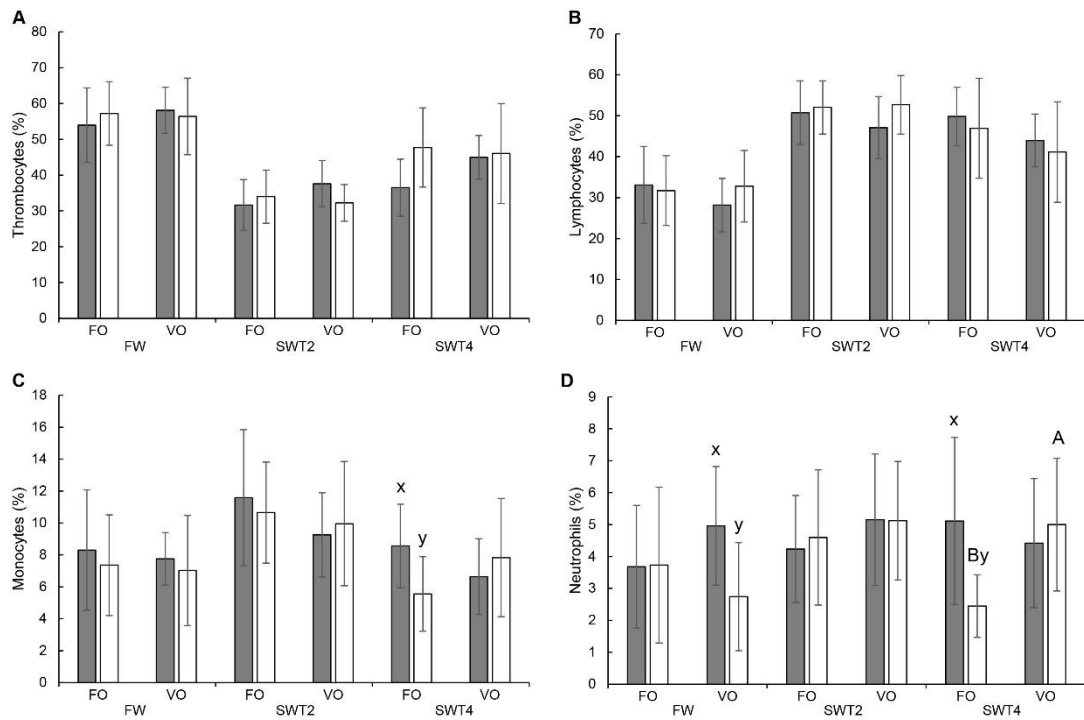 A
Thrombocytes (%)
80
70
60
50
40
30
20
10
0
FO VO FO VO FO VO
FW SWT2 SWT4
B
Lymphocytes (%)
70
60
50
40
30
20
10
0
FO VO FO VO FO VO
FW SWT2 SWT4
C
Monocytes (%)
18
16
14
12
10
8
6
4
2
0
x
y
FO VO FO VO FO VO
FW SWT2 SWT4
D
Neutrophils (%)
9
8
7
6
5
4
3
2
1
0
x
y
x
By
A
FO VO FO VO FO VO
FW SWT2 SWT4